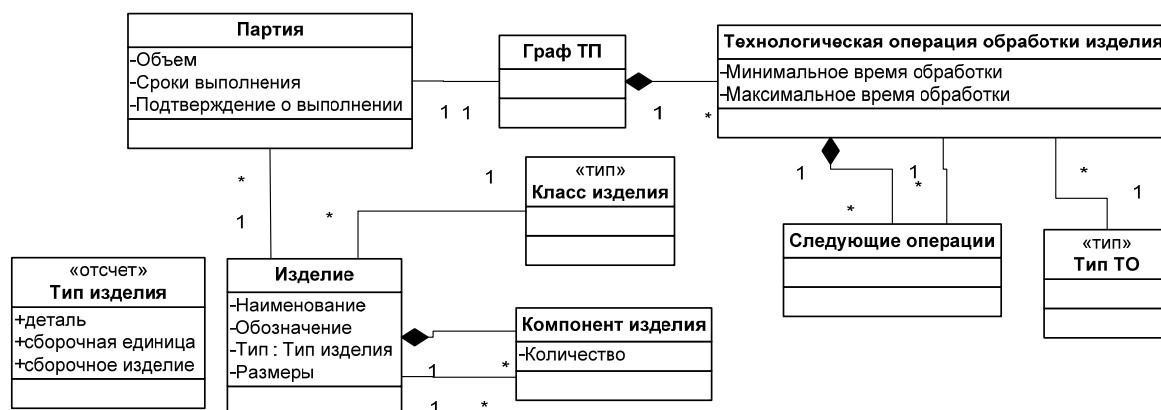 Партия
-Объем
-Сроки выполнения
-Подтверждение о выполнении
Граф ТП
Технологическая операция обработки изделия
-Минимальное время обработки
-Максимальное время обработки
1
1
1
*
«тип»
Класс изделия
*
1
1
*
1
*
1
*
*
1
Следующие операции
«тип»
Тип ТО
«отсчет»
Тип изделия
+деталь
+сборочная единица
+сборочное изделие
Изделие
-Наименование
-Обозначение
-Тип : Тип изделия
-Размеры
Компонент изделия
-Количество
1
*
1
*